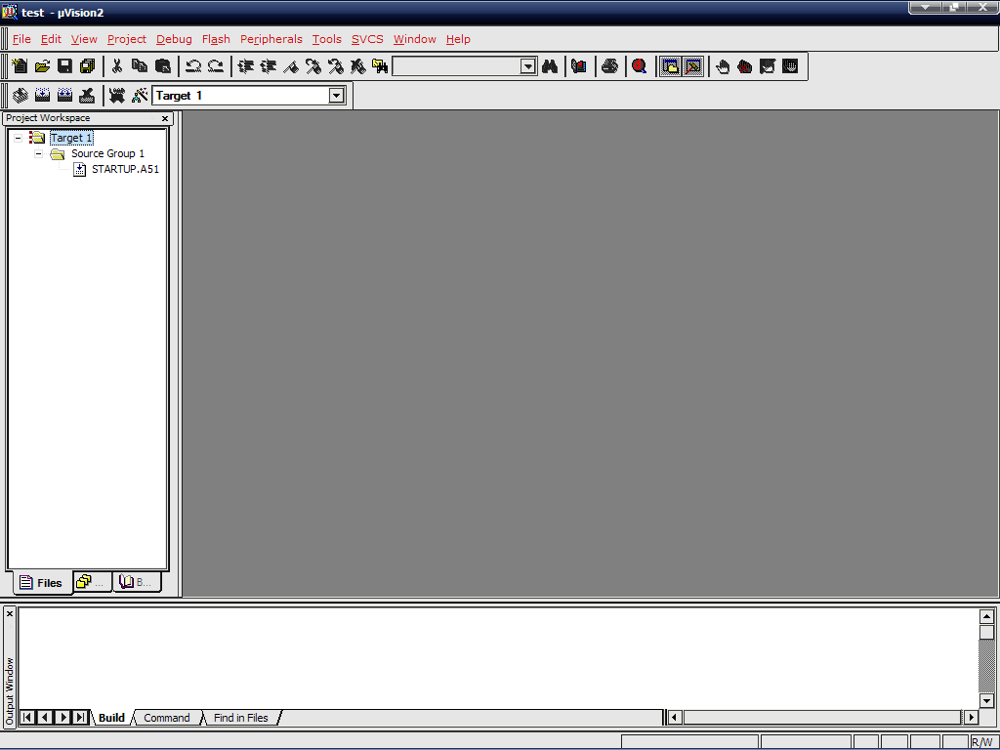 test - µVision2
File Edit View Project Debug Flash Peripherals Tools SVCS Window Help
Target 1
Project Workspace
Target 1
Source Group 1
STARTUP.A51
Files ... B...
Output Window
Build Command Find in Files
R/W